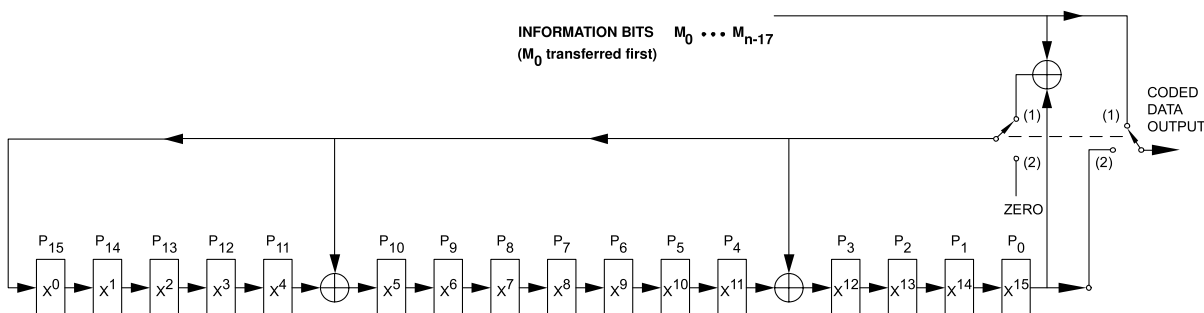 INFORMATION BITS M₀ • • • Mₙ₋₁₇
(M₀ transferred first)
CODED
DATA
OUTPUT
(1)
(1)
(2)
(2)
ZERO
P₁₅ P₁₄ P₁₃ P₁₂ P₁₁ P₁₀ P₉ P₈ P₇ P₆ P₅ P₄ P₃ P₂ P₁ P₀
X⁰ X¹ X² X³ X⁴ X⁵ X⁶ X⁷ X⁸ X⁹ X¹⁰ X¹¹ X¹² X¹³ X¹⁴ X¹⁵